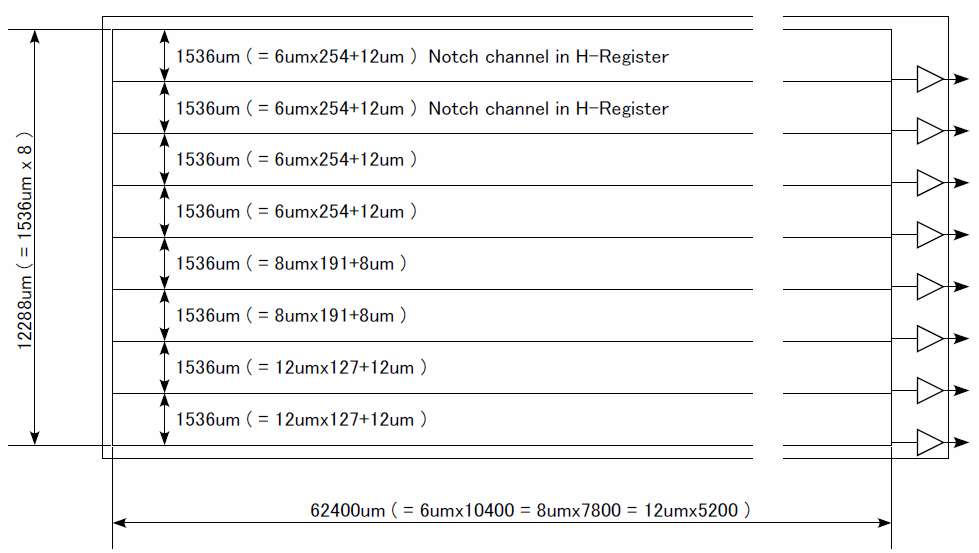 1536um ( = 6umx254+12um )  Notch channel in H-Register
1536um ( = 6umx254+12um )  Notch channel in H-Register
1536um ( = 6umx254+12um )
1536um ( = 6umx254+12um )
1536um ( = 8umx191+8um )
1536um ( = 8umx191+8um )
1536um ( = 12umx127+12um )
1536um ( = 12umx127+12um )
12288um ( = 1536um x 8 )
62400um ( = 6umx10400 = 8umx7800 = 12umx5200 )